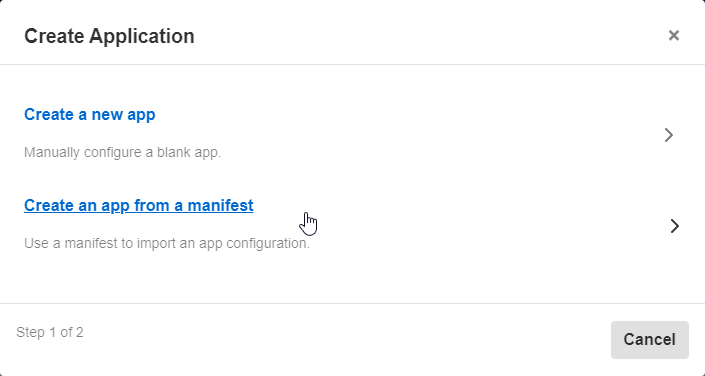 Create Application
×
Create a new app
Manually configure a blank app.
Create an app from a manifest
Use a manifest to import an app configuration.
Step 1 of 2
Cancel